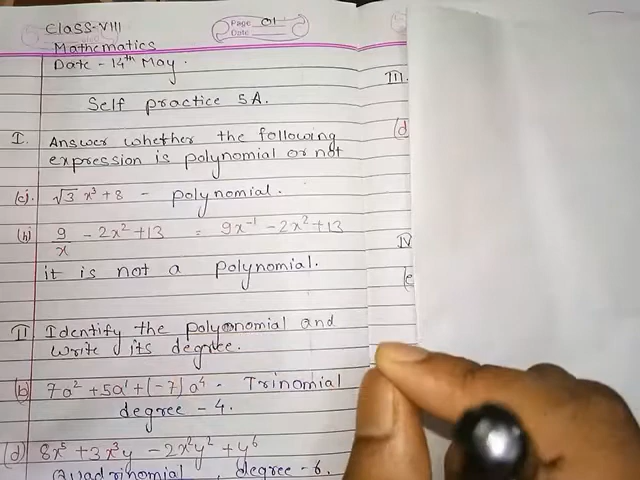 CLASS-VIII
Page 01
Mathematics
Date
Date - 14th May.
III.
Self practice 5A.
I. Answer whether the following
(d
expression is polynomial or not
(c). √3 x³ + 8 - polynomial.
(h) 9/x - 2x² + 13 = 9x⁻¹ - 2x² + 13
IV
it is not a polynomial.
(e
II Identify the polynomial and
write its degree.
(b) 7a² + 5a¹ + (-7) a⁴ - Trinomial
degree - 4.
(d) 8x⁵ + 3x³y - 2x²y² + y⁶
Quadrinomial, degree - 6.